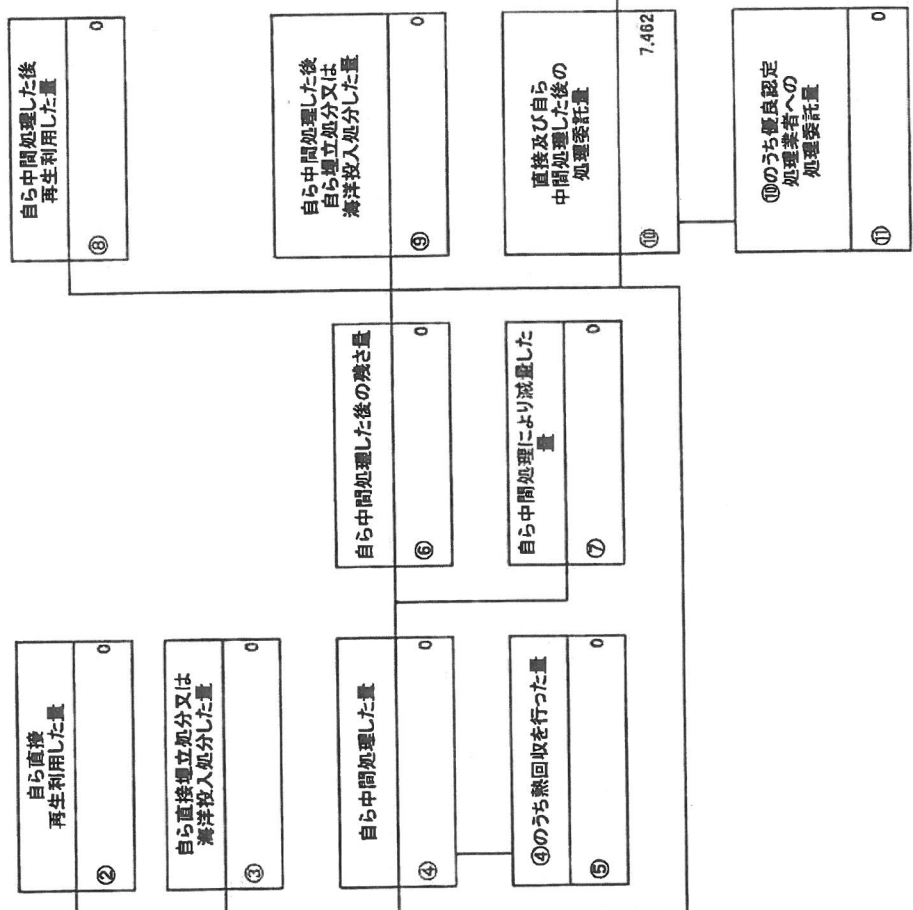 自ら直接
再生利用した量
② 0
自ら直接埋立処分又は
海洋投入処分した量
③ 0
自ら中間処理した量
④ 0
④のうち熱回収を行った量
⑤ 0
自ら中間処理した後の残さ量
⑥ 0
自ら中間処理により減量した
量
⑦ 0
自ら中間処理した後
再生利用した量
⑧ 0
自ら中間処理した後
自ら埋立処分又は
海洋投入処分した量
⑨ 0
直接及び自ら
中間処理した後の
処理委託量
⑩ 7.462
⑩のうち優良認定
処理業者への
処理委託量
⑪ 0